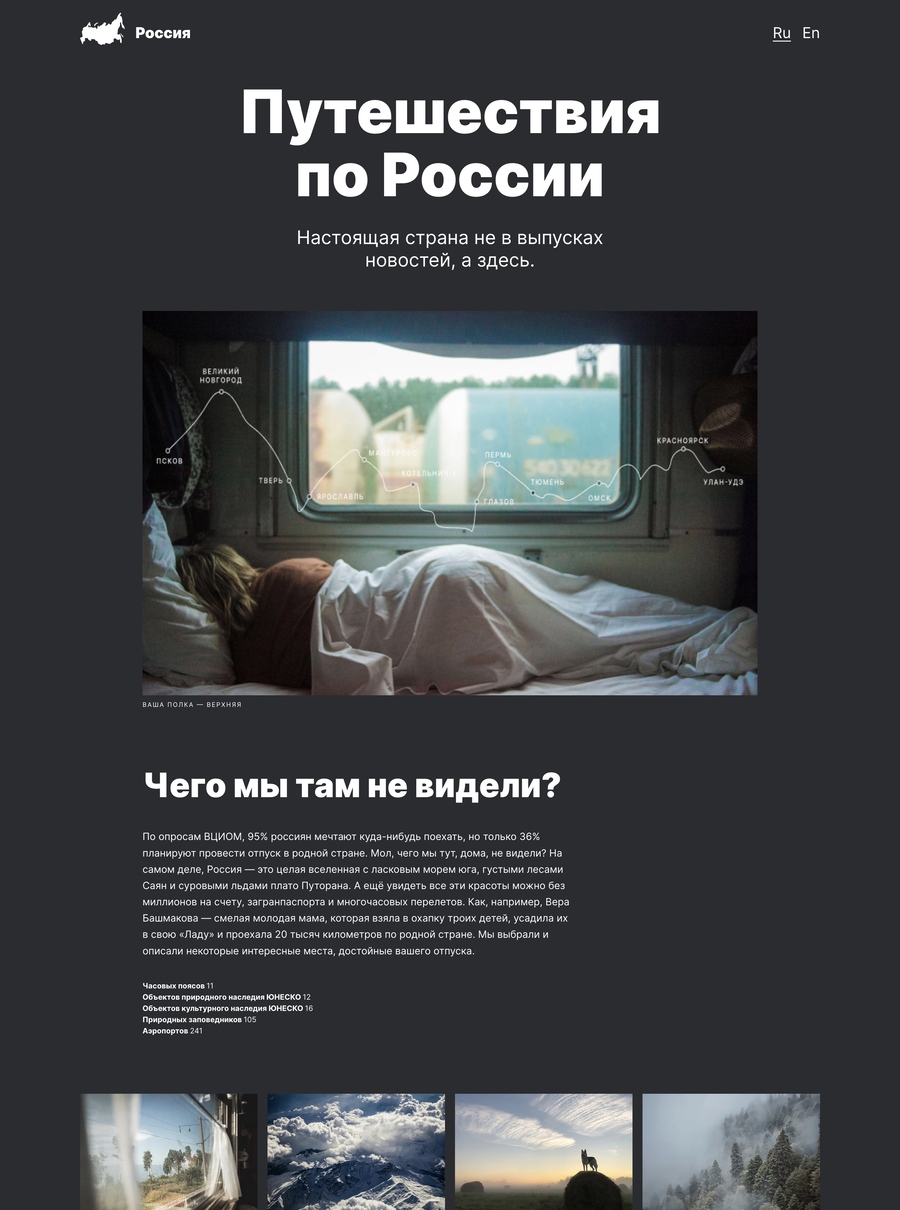 Россия
Ru En
Путешествия
по России
Настоящая страна не в выпусках
новостей, а здесь.
ВЕЛИКИЙ
НОВГОРОД
ПСКОВ
ТВЕРЬ
ЯРОСЛАВЛЬ
МАНТУРОВО
КОТЕЛЬНИЧ
ГЛАЗОВ
ПЕРМЬ
ТЮМЕНЬ
ОМСК
КРАСНОЯРСК
УЛАН-УДЭ
ВАША ПОЛКА — ВЕРХНЯЯ
Чего мы там не видели?
По опросам ВЦИОМ, 95% россиян мечтают куда-нибудь поехать, но только 36%
планируют провести отпуск в родной стране. Мол, чего мы тут, дома, не видели? На
самом деле, Россия — это целая вселенная с ласковым морем юга, густыми лесами
Саян и суровыми льдами плато Путорана. А ещё увидеть все эти красоты можно без
миллионов на счету, загранпаспорта и многочасовых перелетов. Как, например, Вера
Башмакова — смелая молодая мама, которая взяла в охапку троих детей, усадила их
в свою «Ладу» и проехала 20 тысяч километров по родной стране. Мы выбрали и
описали некоторые интересные места, достойные вашего отпуска.
Часовых поясов 11
Объектов природного наследия ЮНЕСКО 12
Объектов культурного наследия ЮНЕСКО 16
Природных заповедников 105
Аэропортов 241